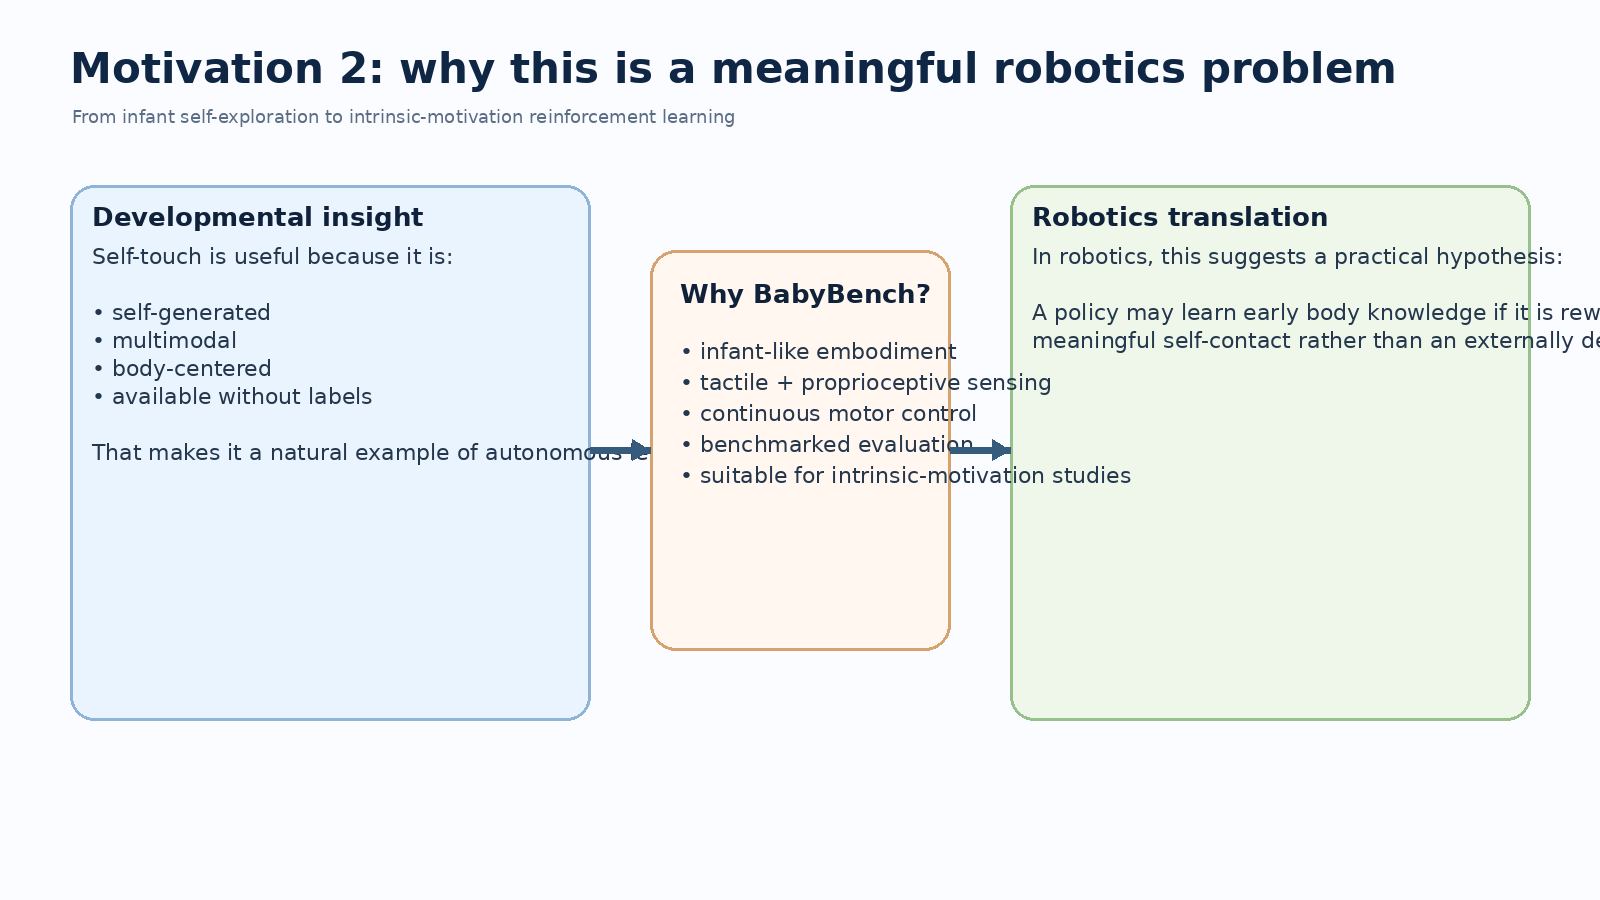 Motivation 2: why this is a meaningful robotics problem
From infant self-exploration to intrinsic-motivation reinforcement learning
Developmental insight
Self-touch is useful because it is:
• self-generated
• multimodal
• body-centered
• available without labels
That makes it a natural example of autonomous
Why BabyBench?
• infant-like embodiment
• tactile + proprioceptive sensing
• continuous motor control
• benchmarked evaluation
• suitable for intrinsic-motivation studies
Robotics translation
In robotics, this suggests a practical hypothesis:
A policy may learn early body knowledge if it is
meaningful self-contact rather than an externally